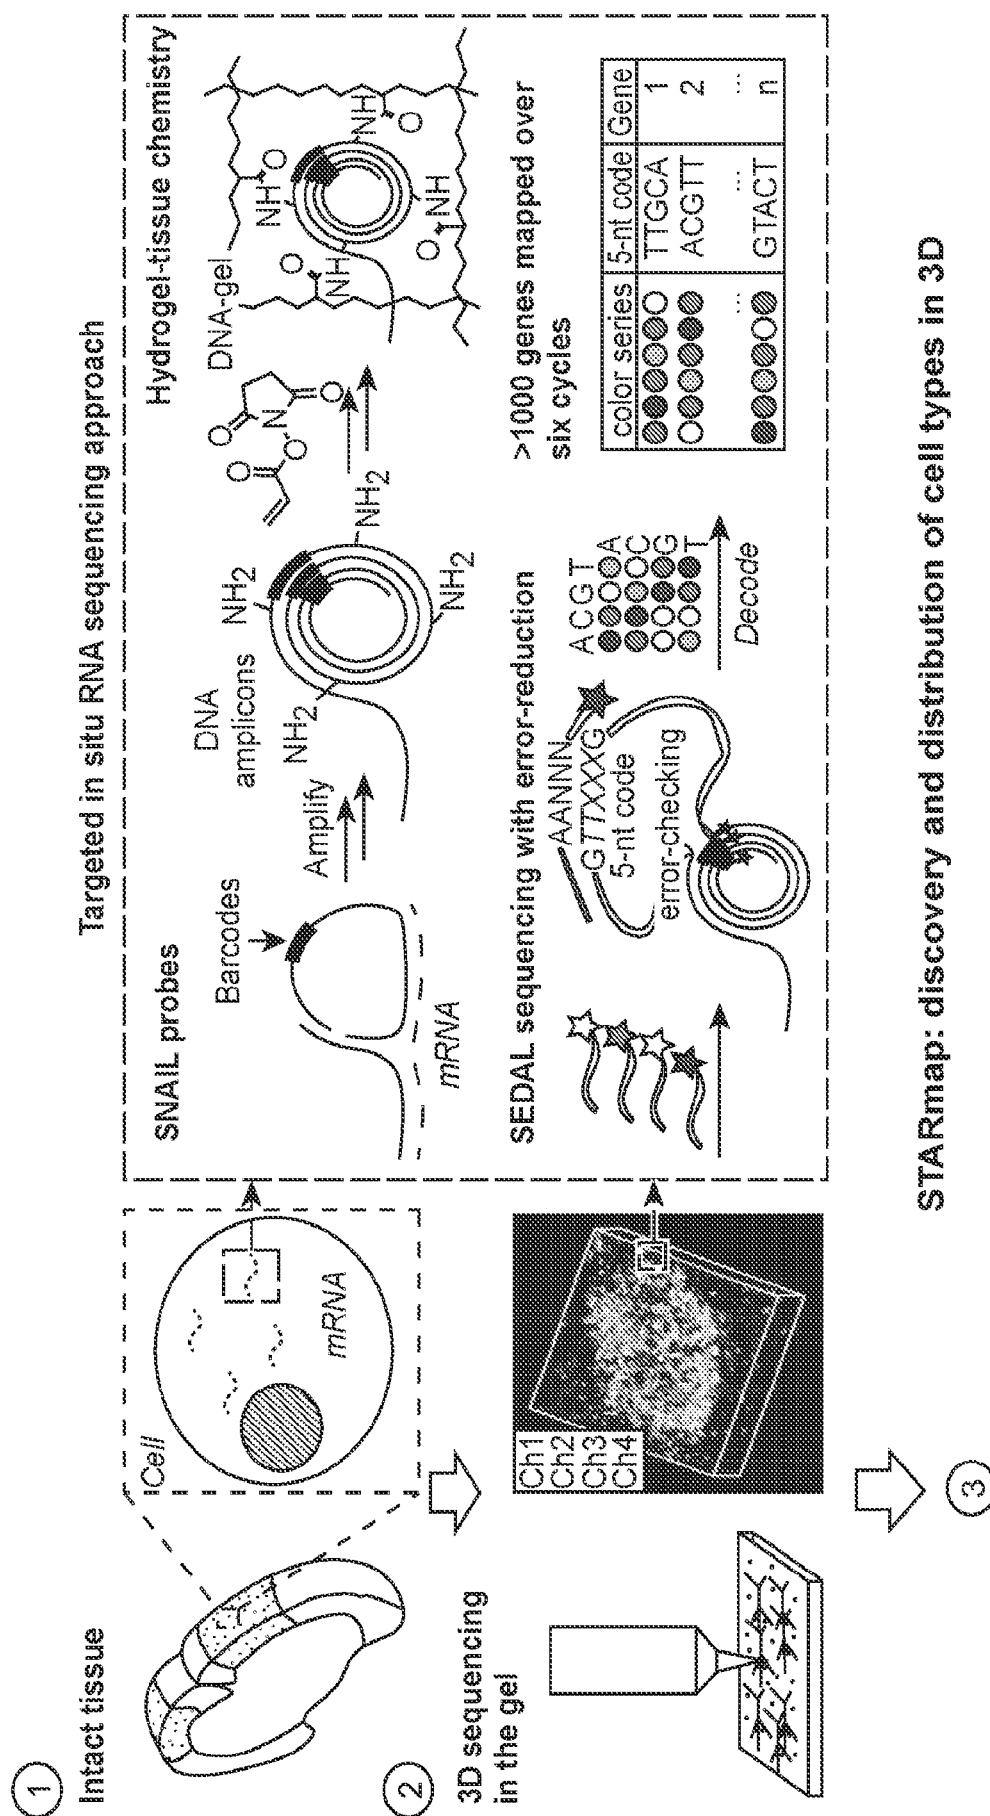 Targeted in situ RNA sequencing approach
1
Intact tissue
Cell
mRNA
SNAIL probes
Barcodes
mRNA
Amplify
DNA
amplicons
NH2
NH2
NH2
NH2
O
O
N
O
O
Hydrogel-tissue chemistry
DNA-gel
O
NH
O
NH
NH
O
NH
O
2
3D sequencing
in the gel
Ch1
Ch2
Ch3
Ch4
SEDAL sequencing with error-reduction
AANNN
GTTXXXG
5-nt code
error-checking
A C G T
A
C
G
T
Decode
>1000 genes mapped over
six cycles
color series 5-nt code Gene
TTGCA 1
ACGTT 2
... ... ...
GTACT n
3
STARmap: discovery and distribution of cell types in 3D